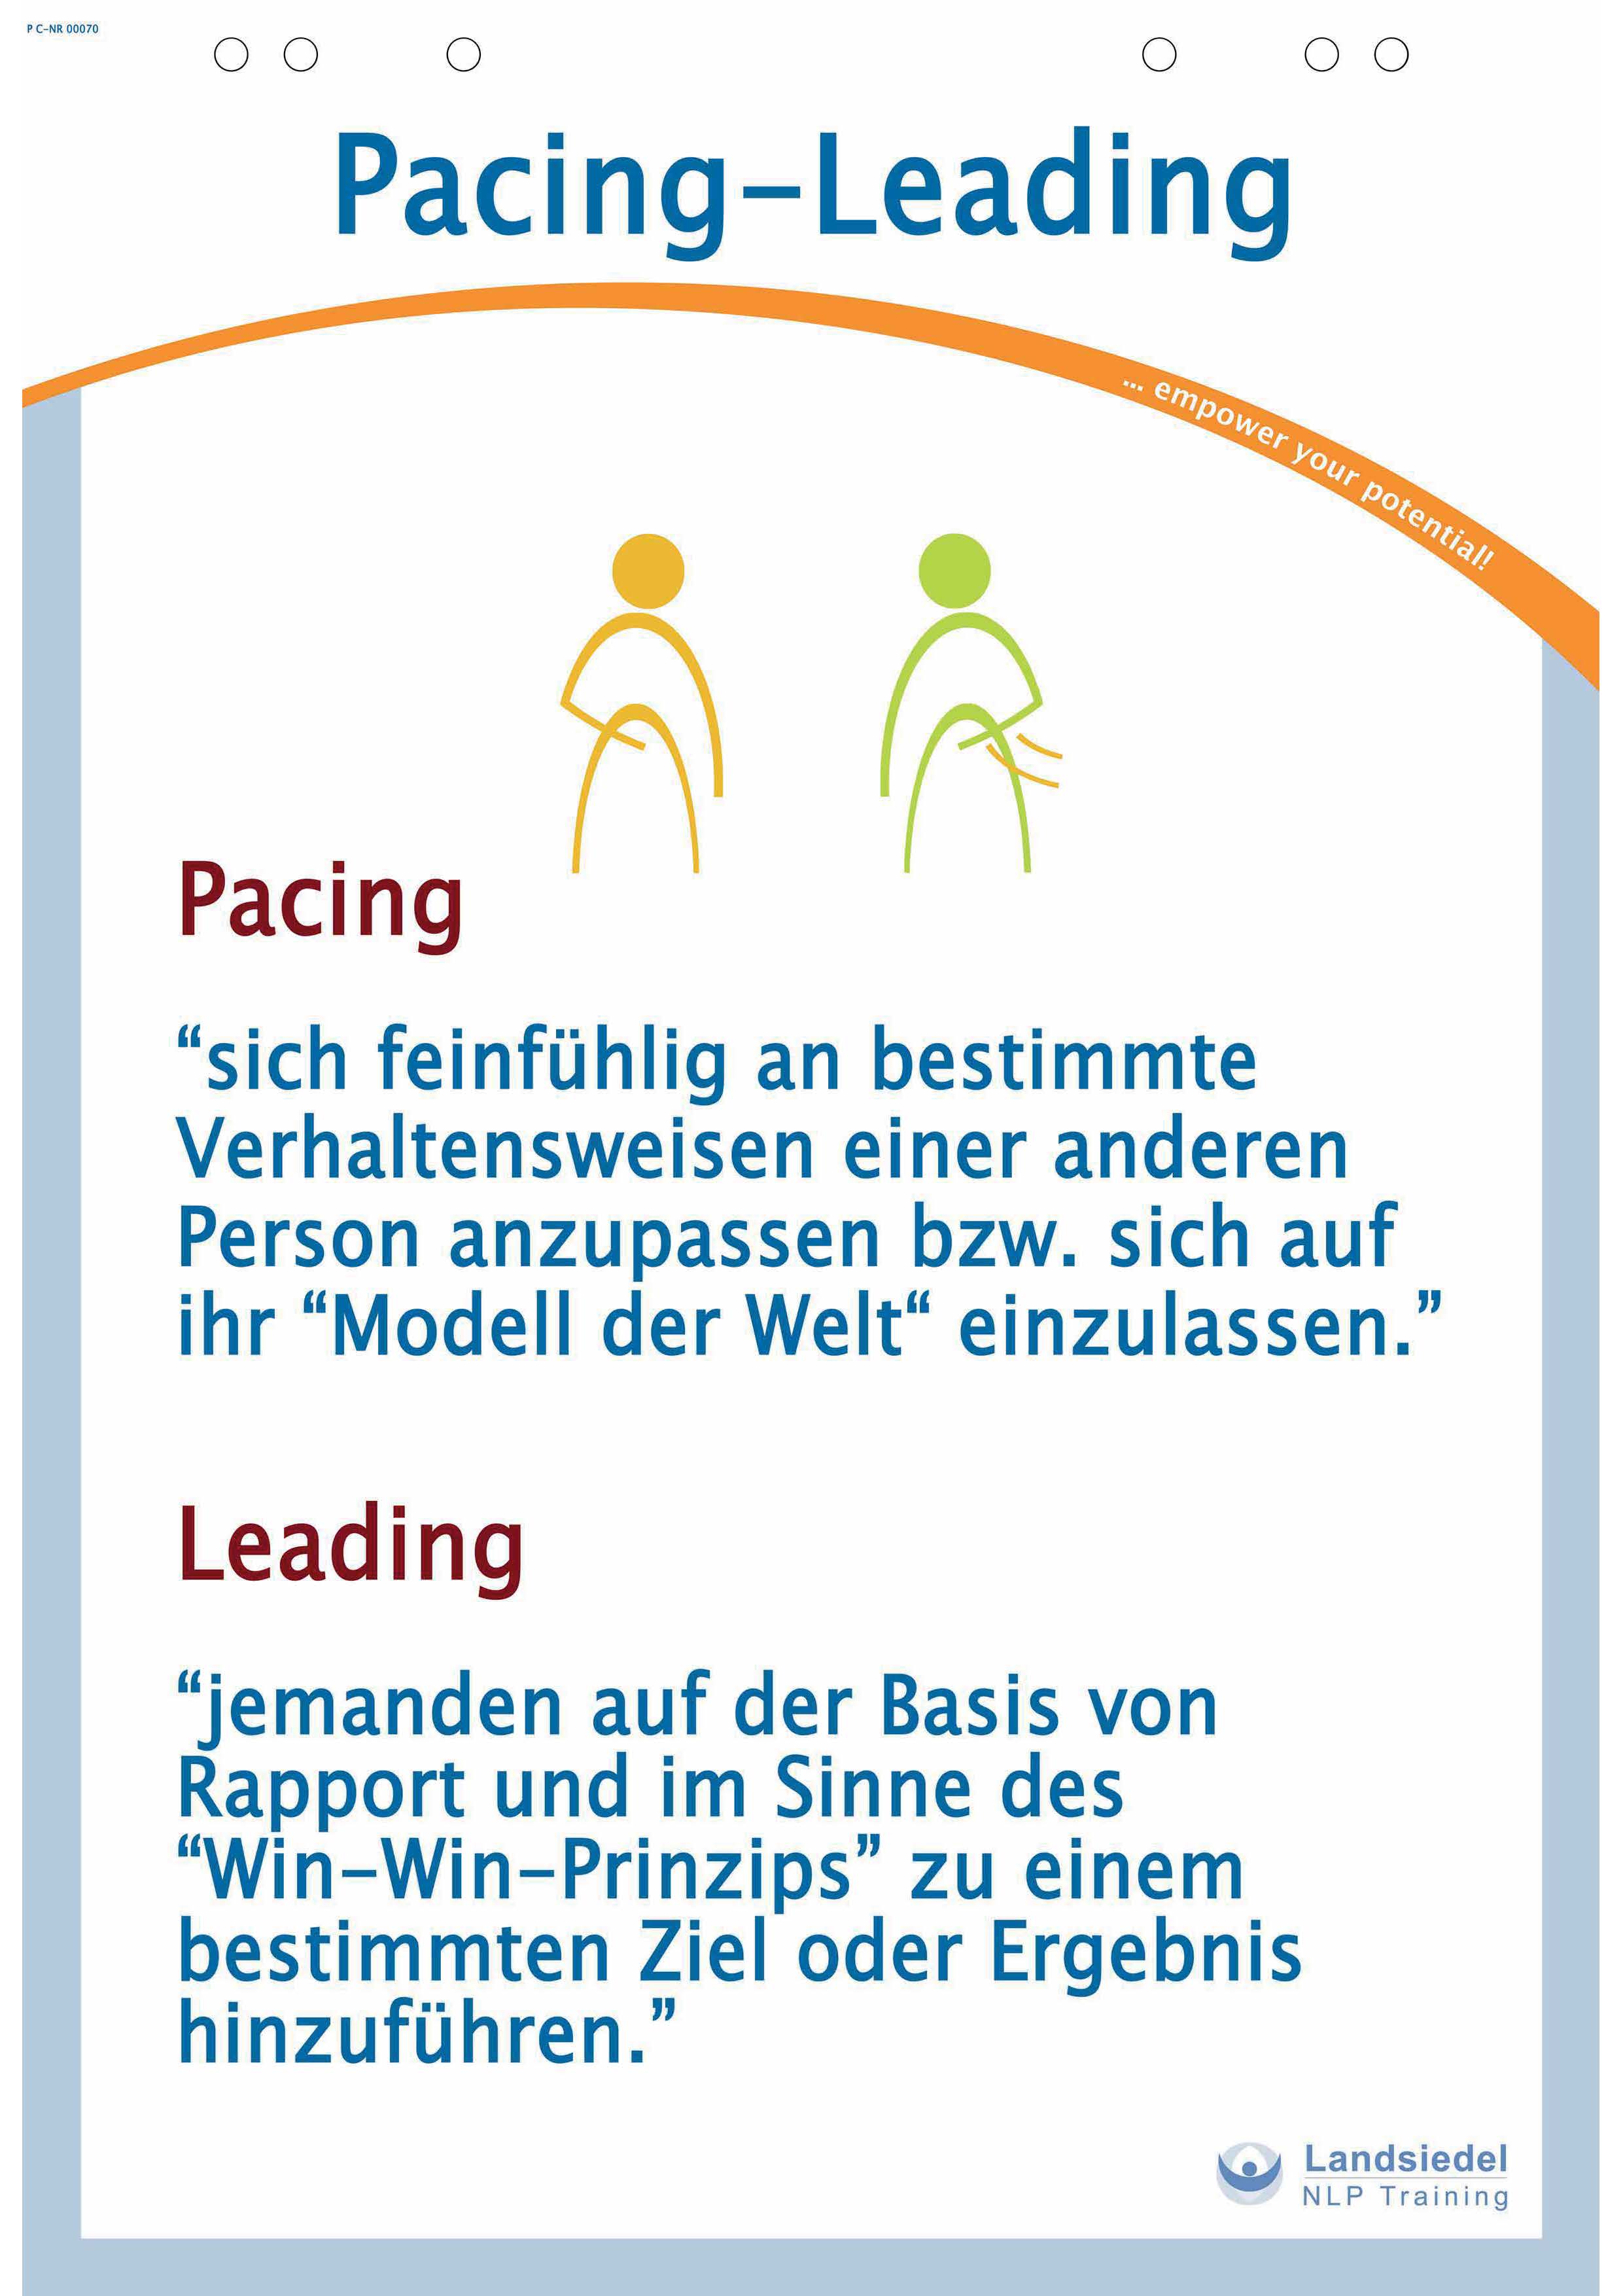 P C-NR 00070
Pacing-Leading
... empower your potential!
Pacing
“sich feinfühlig an bestimmte
Verhaltensweisen einer anderen
Person anzupassen bzw. sich auf
ihr “Modell der Welt“ einzulassen.”
Leading
“jemanden auf der Basis von
Rapport und im Sinne des
“Win-Win-Prinzips” zu einem
bestimmten Ziel oder Ergebnis
hinzuführen.”
Landsiedel
NLP Training